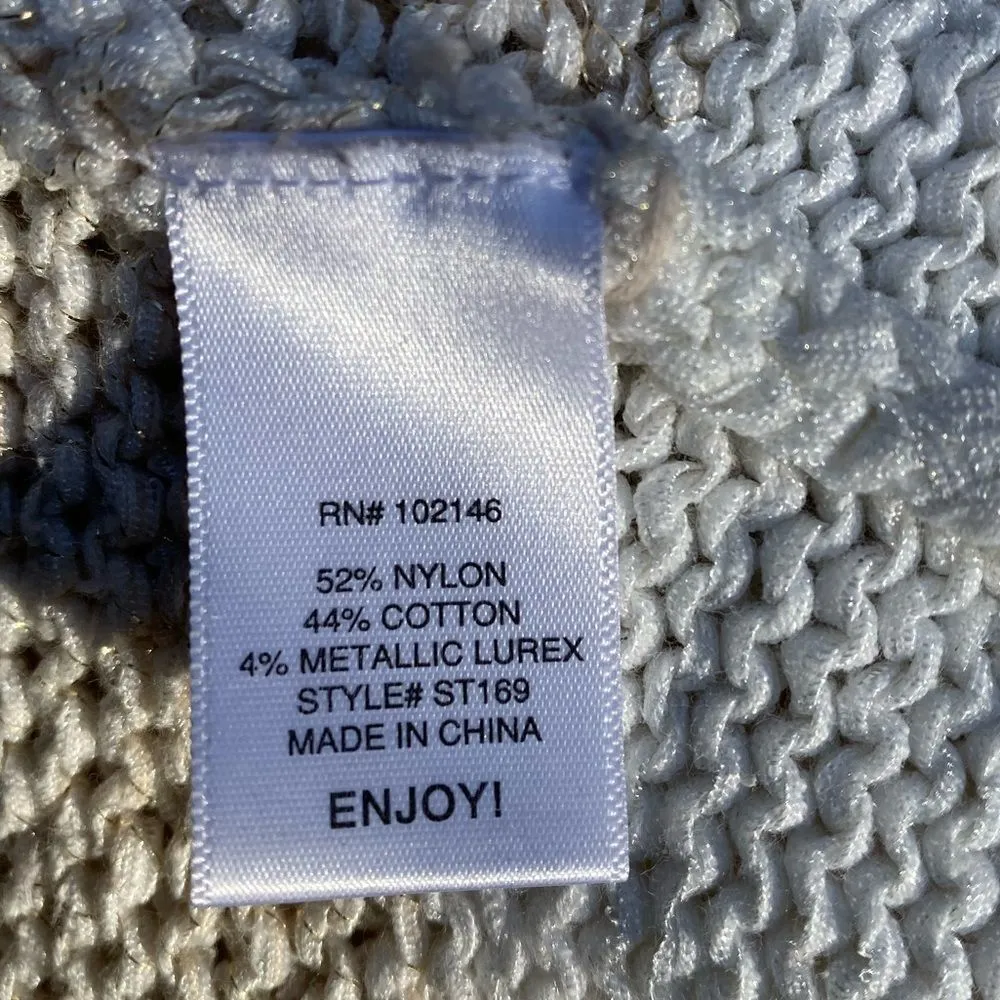 RN# 102146
52% NYLON
44% COTTON
4% METALLIC LUREX
STYLE# ST169
MADE IN CHINA
ENJOY!